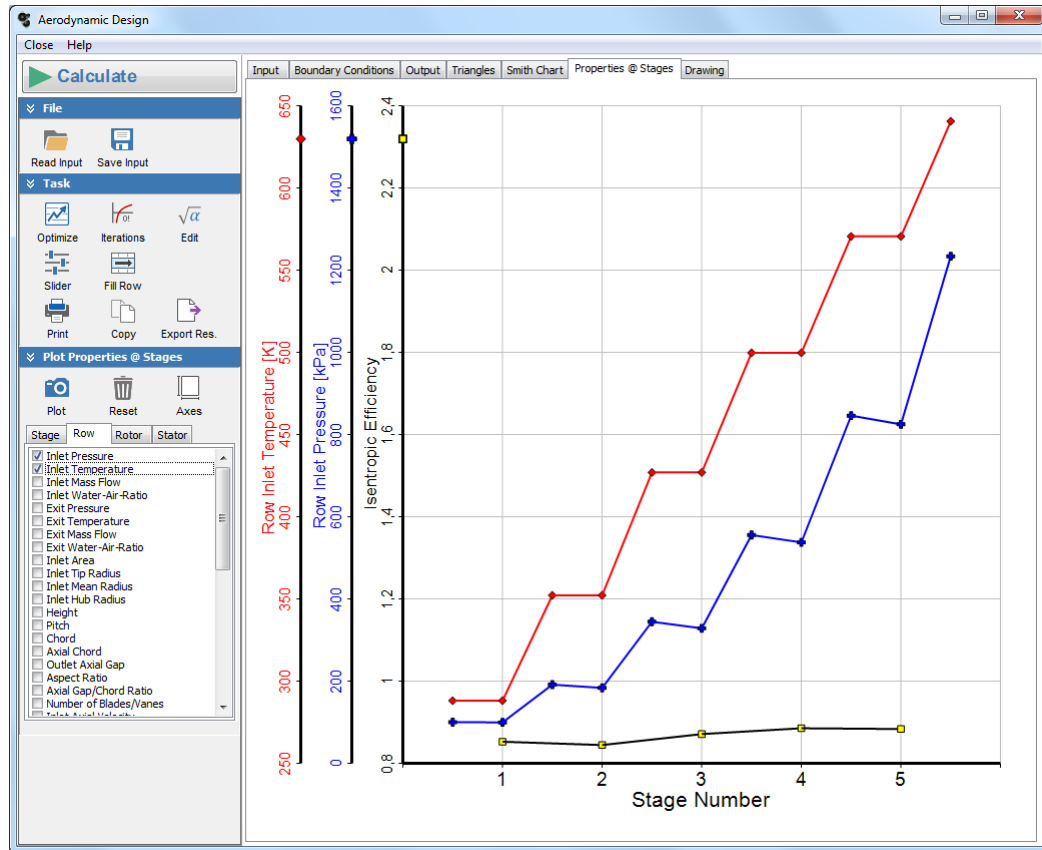 Aerodynamic Design
Close Help
Calculate
File
Read Input Save Input
Task
Optimize Iterations Edit
Slider Fill Row
Print Copy Export Res.
Plot Properties @ Stages
Plot Reset Axes
Stage Row Rotor Stator
Inlet Pressure
Inlet Temperature
Inlet Mass Flow
Inlet Water-Air-Ratio
Exit Pressure
Exit Temperature
Exit Mass Flow
Exit Water-Air-Ratio
Inlet Area
Inlet Tip Radius
Inlet Mean Radius
Inlet Hub Radius
Height
Pitch
Chord
Axial Chord
Outlet Axial Gap
Aspect Ratio
Axial Gap/Chord Ratio
Number of Blades/Vanes
Inlet Axial Velocity
Input Boundary Conditions Output Triangles Smith Chart Properties @ Stages Drawing
Row Inlet Temperature [K]
250 300 350 400 450 500 550 600 650
Row Inlet Pressure [kPa]
0 200 400 600 800 1000 1200 1400 1600
Isentropic Efficiency
0.8 1 1.2 1.4 1.6 1.8 2 2.2 2.4
1 2 3 4 5
Stage Number